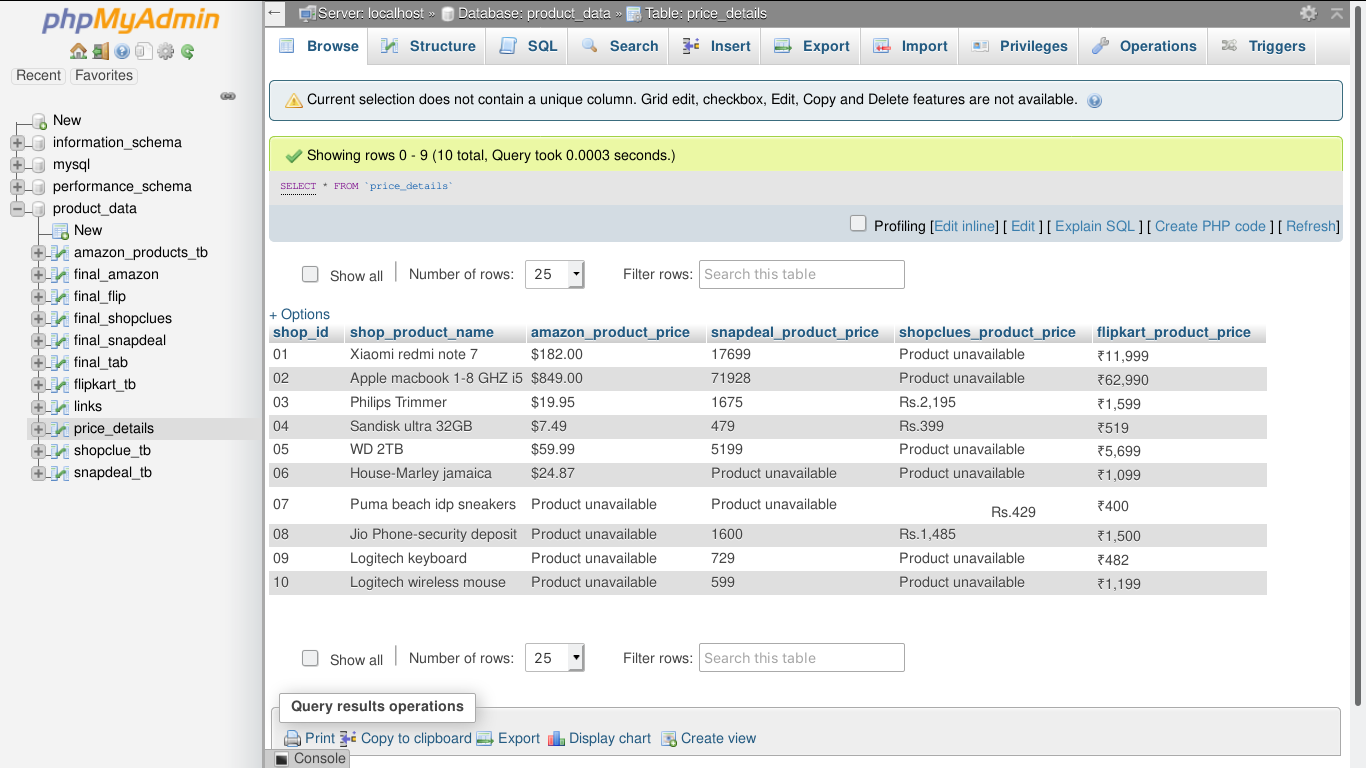 phpMyAdmin
Recent Favorites
New
information_schema
mysql
performance_schema
product_data
New
amazon_products_tb
final_amazon
final_flip
final_shopclues
final_snapdeal
final_tab
flipkart_tb
links
price_details
shopclue_tb
snapdeal_tb
Server: localhost » Database: product_data » Table: price_details
Browse Structure SQL Search Insert Export Import Privileges Operations Triggers
Current selection does not contain a unique column. Grid edit, checkbox, Edit, Copy and Delete features are not available.
Showing rows 0 - 9 (10 total, Query took 0.0003 seconds.)
SELECT * FROM `price_details`
Profiling [Edit inline] [ Edit ] [ Explain SQL ] [ Create PHP code ] [ Refresh]
Show all | Number of rows: 25 Filter rows: Search this table
+ Options
shop_id shop_product_name amazon_product_price snapdeal_product_price shopclues_product_price flipkart_product_price
01 Xiaomi redmi note 7 $182.00 17699 Product unavailable ₹11,999
02 Apple macbook 1-8 GHZ i5 $849.00 71928 Product unavailable ₹62,990
03 Philips Trimmer $19.95 1675 Rs.2,195 ₹1,599
04 Sandisk ultra 32GB $7.49 479 Rs.399 ₹519
05 WD 2TB $59.99 5199 Product unavailable ₹5,699
06 House-Marley jamaica $24.87 Product unavailable Product unavailable ₹1,099
07 Puma beach idp sneakers Product unavailable Product unavailable Rs.429 ₹400
08 Jio Phone-security deposit Product unavailable 1600 Rs.1,485 ₹1,500
09 Logitech keyboard Product unavailable 729 Product unavailable ₹482
10 Logitech wireless mouse Product unavailable 599 Product unavailable ₹1,199
Show all | Number of rows: 25 Filter rows: Search this table
Query results operations
Print Copy to clipboard Export Display chart Create view
Console